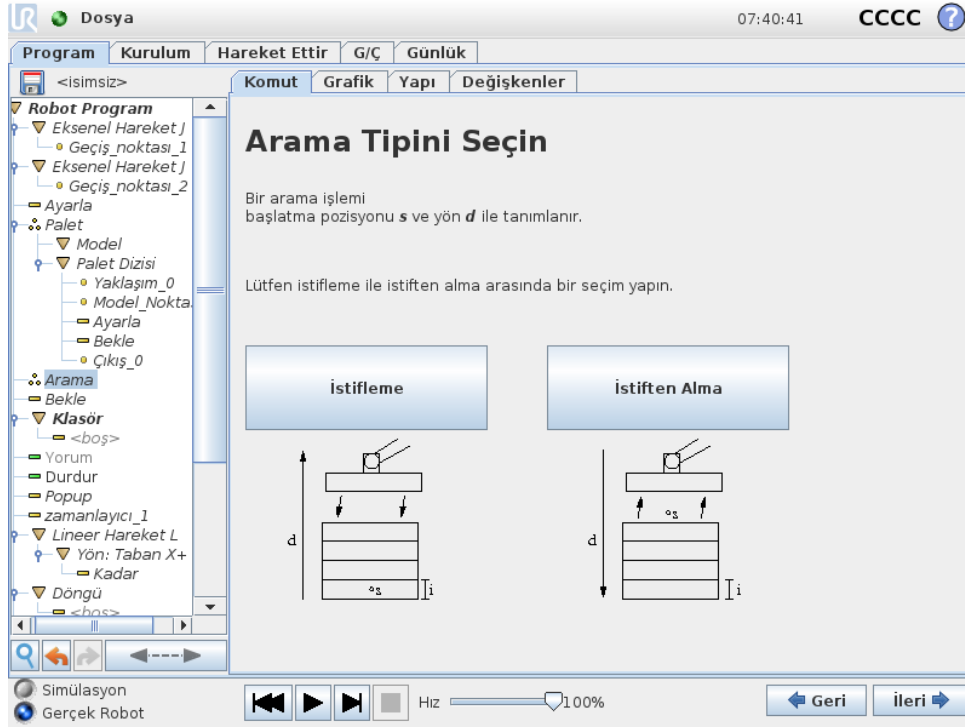 UR Dosya 07:40:41 CCCC ?
Program Kurulum Hareket Ettir G/Ç Günlük
<isimsiz>
Komut Grafik Yapı Değişkenler
Robot Program
Eksenel Hareket J
Geçiş_noktası_1
Eksenel Hareket J
Geçiş_noktası_2
Ayarla
Palet
Model
Palet Dizisi
Yaklaşım_0
Model_Nokta
Ayarla
Bekle
Çıkış_0
Arama
Bekle
Klasör
<boş>
Yorum
Durdur
Popup
zamanlayıcı_1
Lineer Hareket L
Yön: Taban X+
Kadar
Döngü
<boş>
Arama Tipini Seçin
Bir arama işlemi
başlatma pozisyonu s ve yön d ile tanımlanır.
Lütfen istifleme ile istiften alma arasında bir seçim yapın.
İstifleme
İstiften Alma
d
s
i
d
s
i
Simülasyon
Gerçek Robot
Hız 100%
Geri İleri